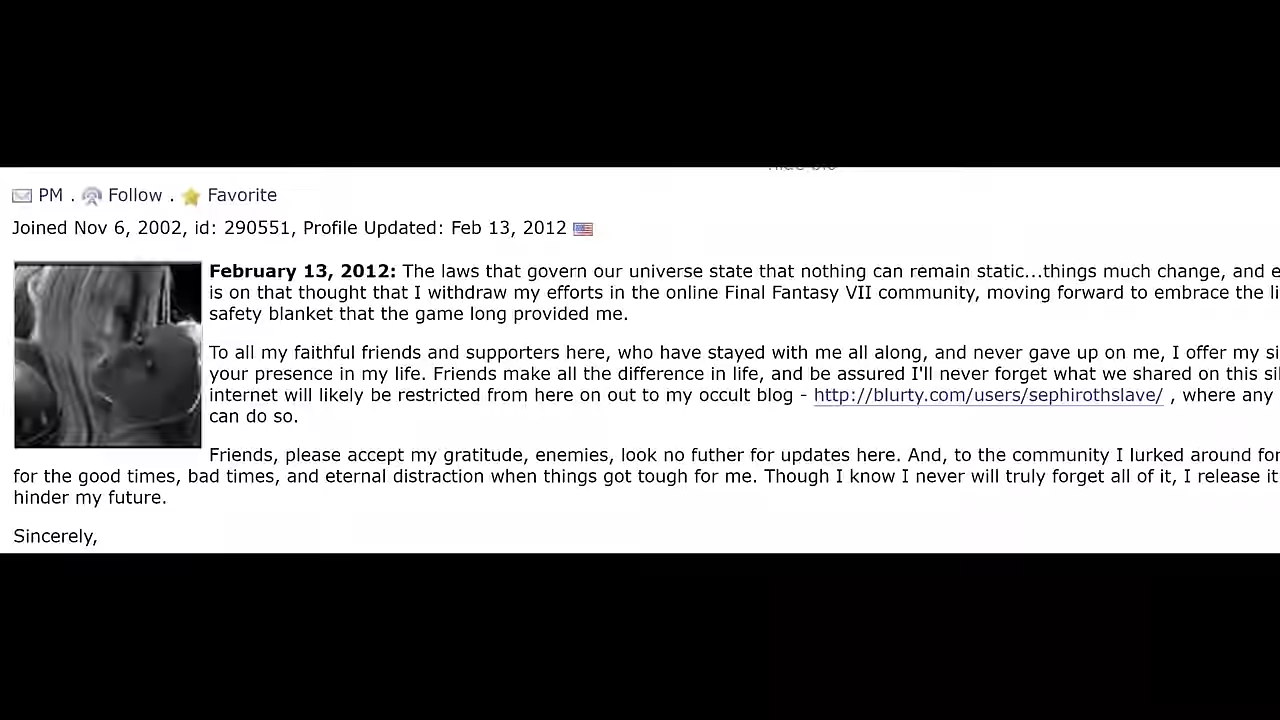 PM . Follow . Favorite
Joined Nov 6, 2002, id: 290551, Profile Updated: Feb 13, 2012
February 13, 2012: The laws that govern our universe state that nothing can remain static...things much change, and
is on that thought that I withdraw my efforts in the online Final Fantasy VII community, moving forward to embrace the
safety blanket that the game long provided me.
To all my faithful friends and supporters here, who have stayed with me all along, and never gave up on me, I offer my
your presence in my life. Friends make all the difference in life, and be assured I'll never forget what we shared on this
internet will likely be restricted from here on out to my occult blog - http://blurty.com/users/sephirothslave/ , where any
can do so.
Friends, please accept my gratitude, enemies, look no futher for updates here. And, to the community I lurked around
for the good times, bad times, and eternal distraction when things got tough for me. Though I know I never will truly forget all of it, I release it
hinder my future.
Sincerely,